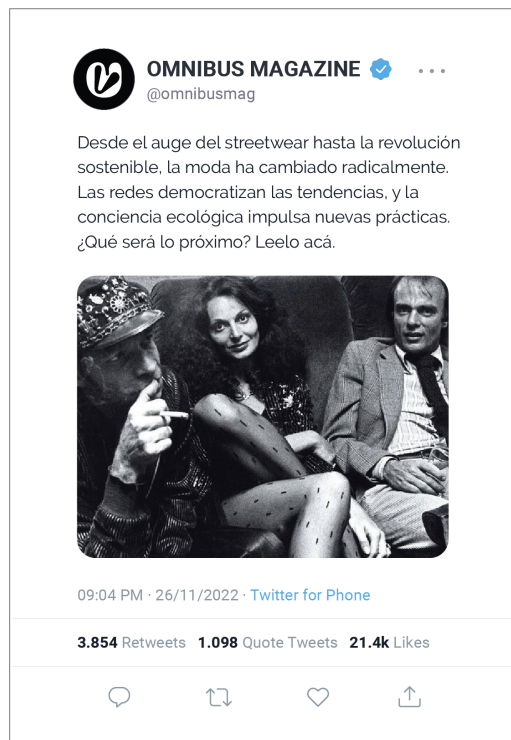 OMNIBUS MAGAZINE
@omnibusmag
Desde el auge del streetwear hasta la revolución
sostenible, la moda ha cambiado radicalmente.
Las redes democratizan las tendencias, y la
conciencia ecológica impulsa nuevas prácticas.
¿Qué será lo próximo? Leelo acá.
09:04 PM · 26/11/2022 · Twitter for Phone
3.854 Retweets 1.098 Quote Tweets 21.4k Likes